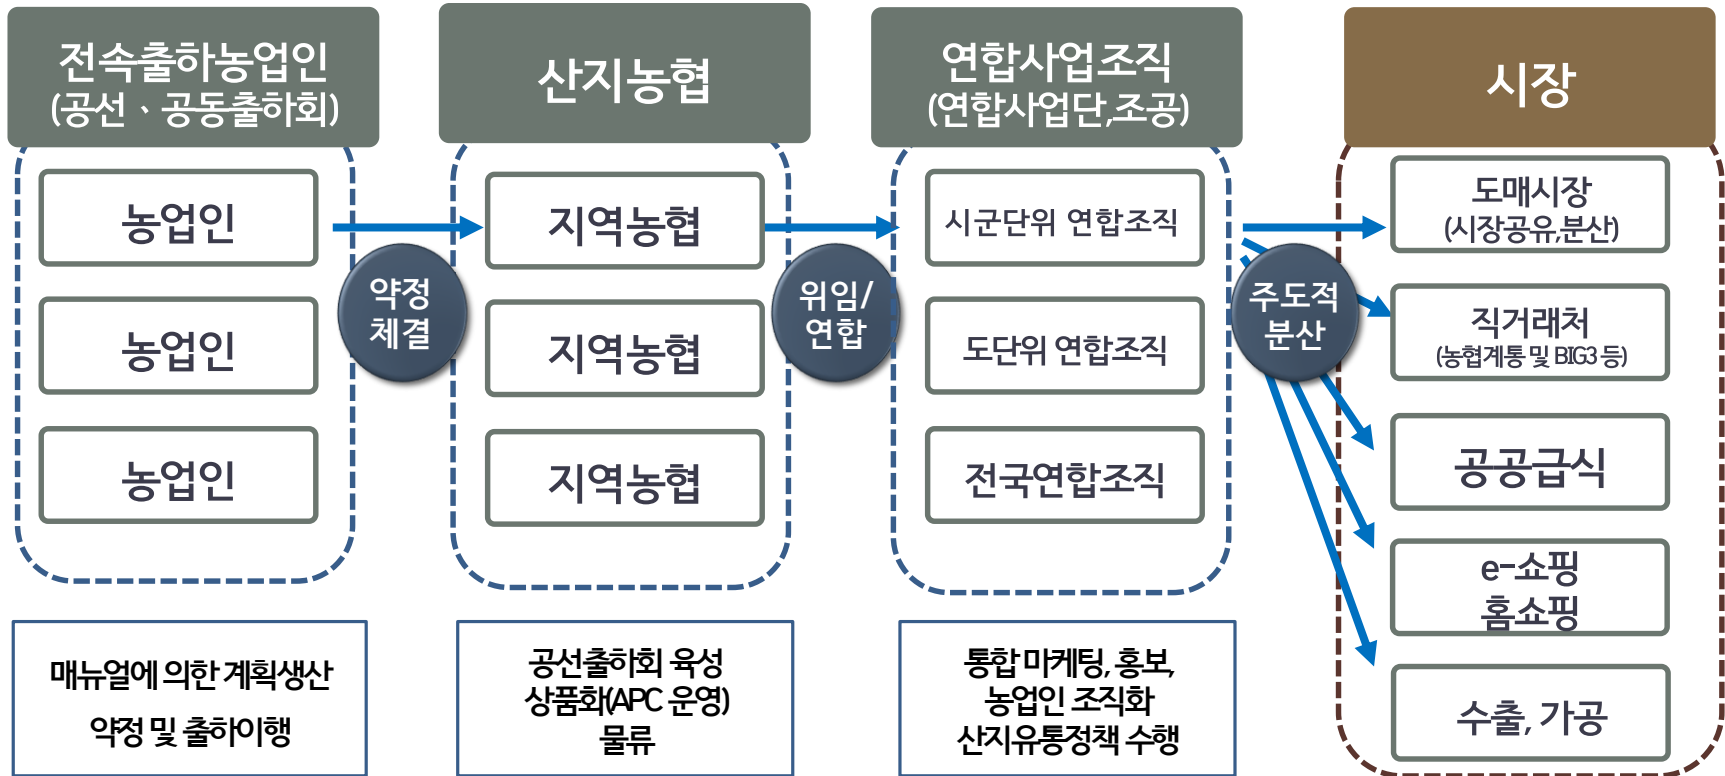 전속출하농업인
(공선 · 공동출하회)
농업인
농업인
농업인
매뉴얼에 의한 계획생산
약정 및 출하이행
약정
체결
산지농협
지역농협
지역농협
지역농협
공선출하회 육성
상품화(APC 운영)
물류
위임/
연합
연합사업조직
(연합사업단,조공)
시군단위 연합조직
도단위 연합조직
전국연합조직
통합 마케팅, 홍보,
농업인 조직화
산지유통정책 수행
주도적
분산
시장
도매시장
(시장공유,분산)
직거래처
(농협계통 및 BIG3 등)
공공급식
e-쇼핑
홈쇼핑
수출, 가공